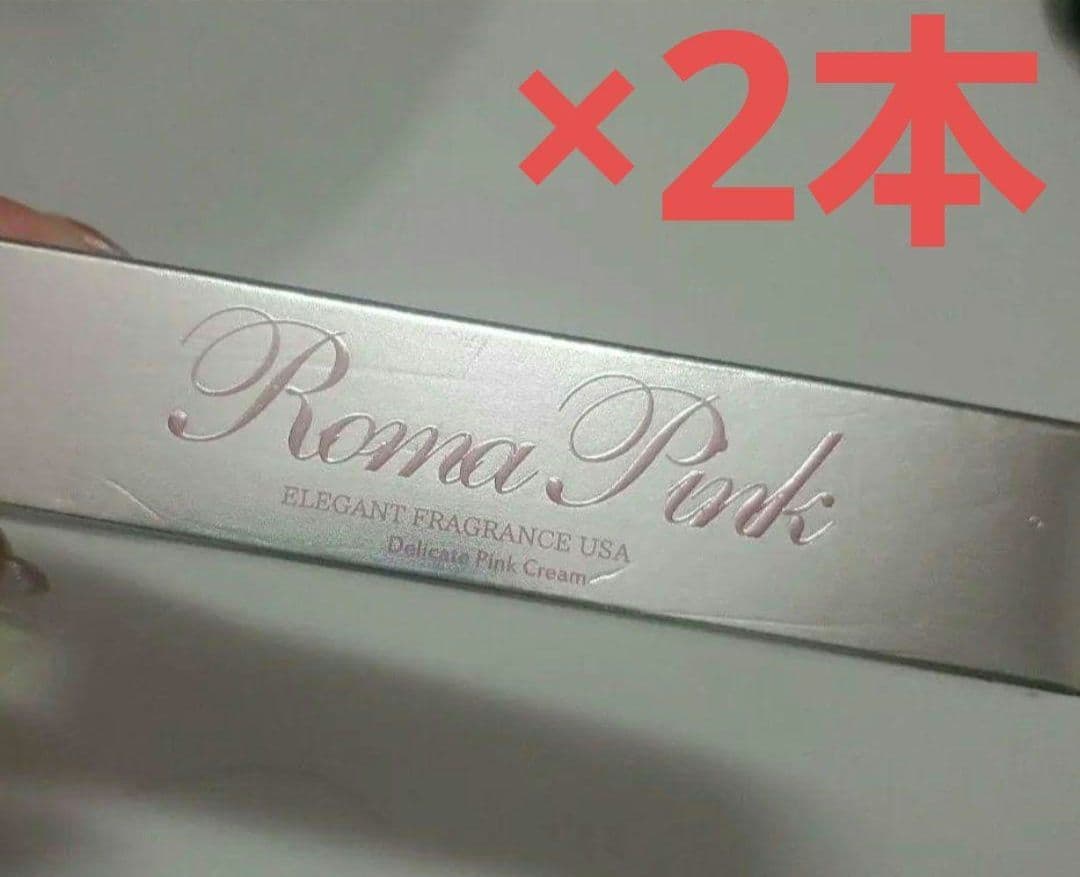 ×2本
Roma Pink
ELEGANT FRAGRANCE USA
Delicate Pink Cream